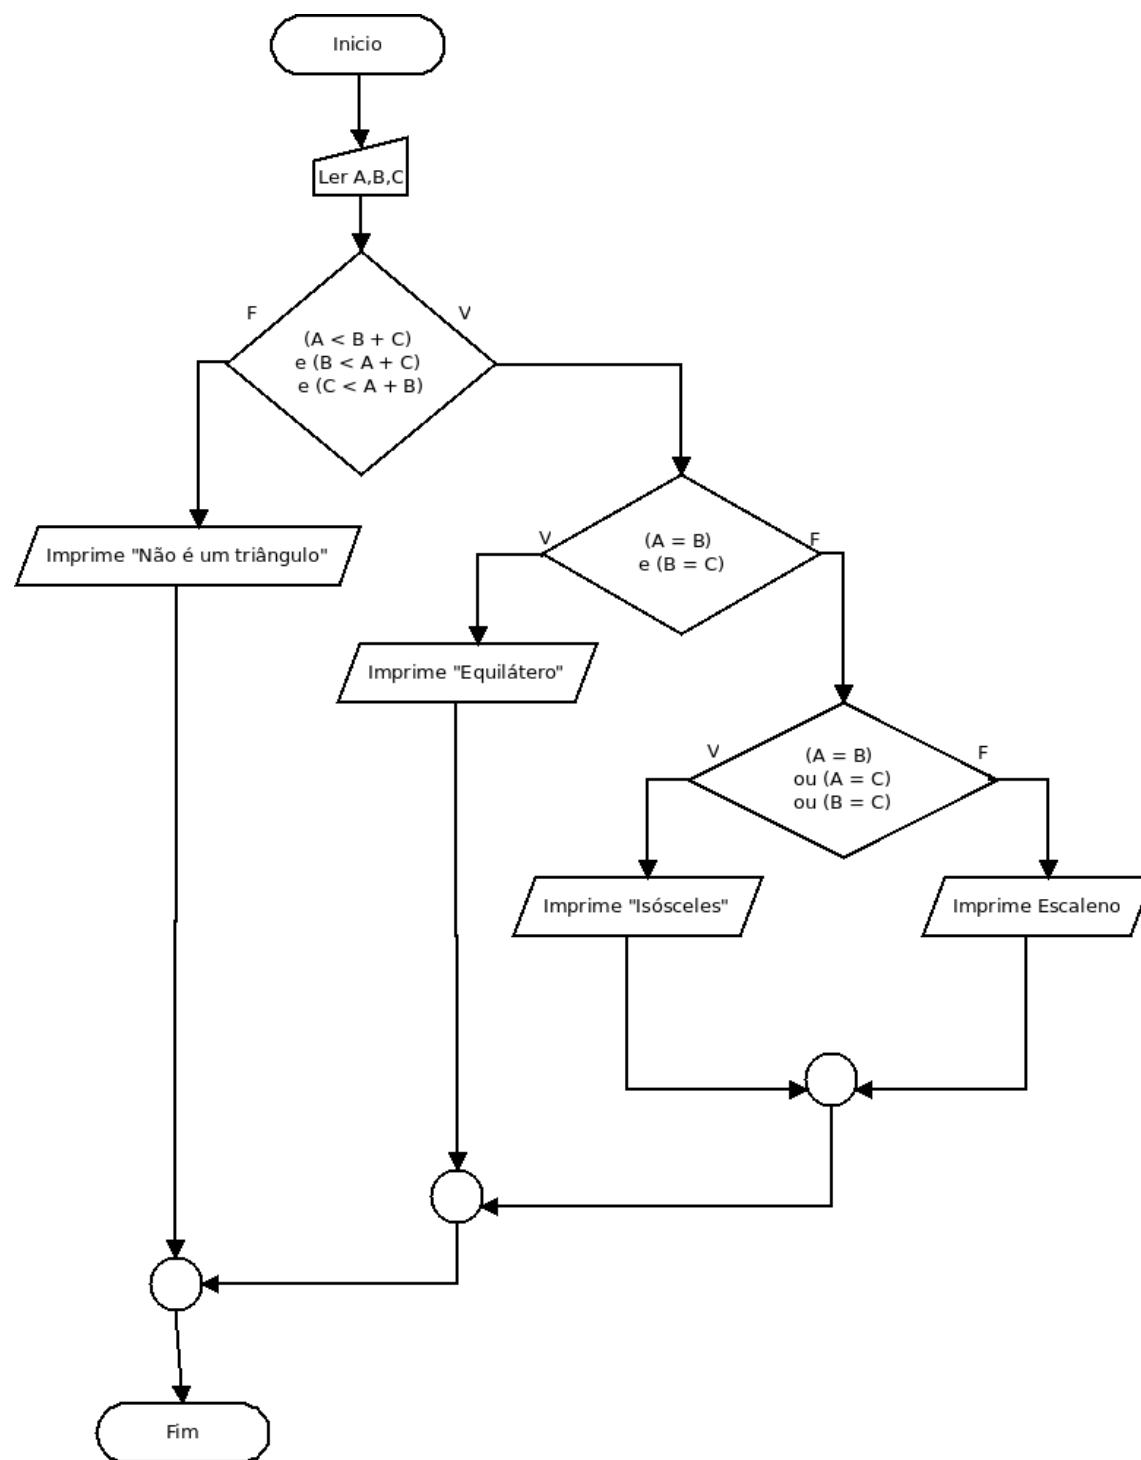 Inicio
Ler A,B,C
F
V
(A < B + C)
e (B < A + C)
e (C < A + B)
Imprime "Não é um triângulo"
V
F
(A = B)
e (B = C)
Imprime "Equilátero"
V
F
(A = B)
ou (A = C)
ou (B = C)
Imprime "Isósceles"
Imprime Escaleno
Fim